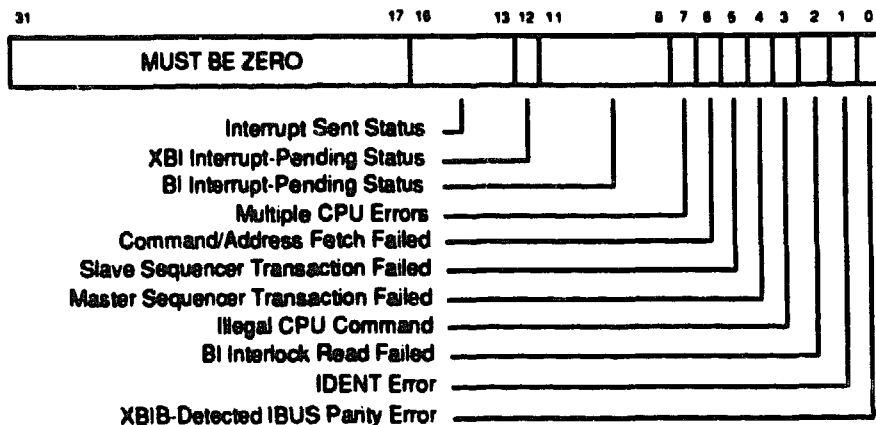 31 17 16 13 12 11 8 7 6 5 4 3 2 1 0
MUST BE ZERO
Interrupt Sent Status
XBI Interrupt-Pending Status
BI Interrupt-Pending Status
Multiple CPU Errors
Command/Address Fetch Failed
Slave Sequencer Transaction Failed
Master Sequencer Transaction Failed
Illegal CPU Command
BI Interlock Read Failed
IDENT Error
XBIB-Detected IBUS Parity Error